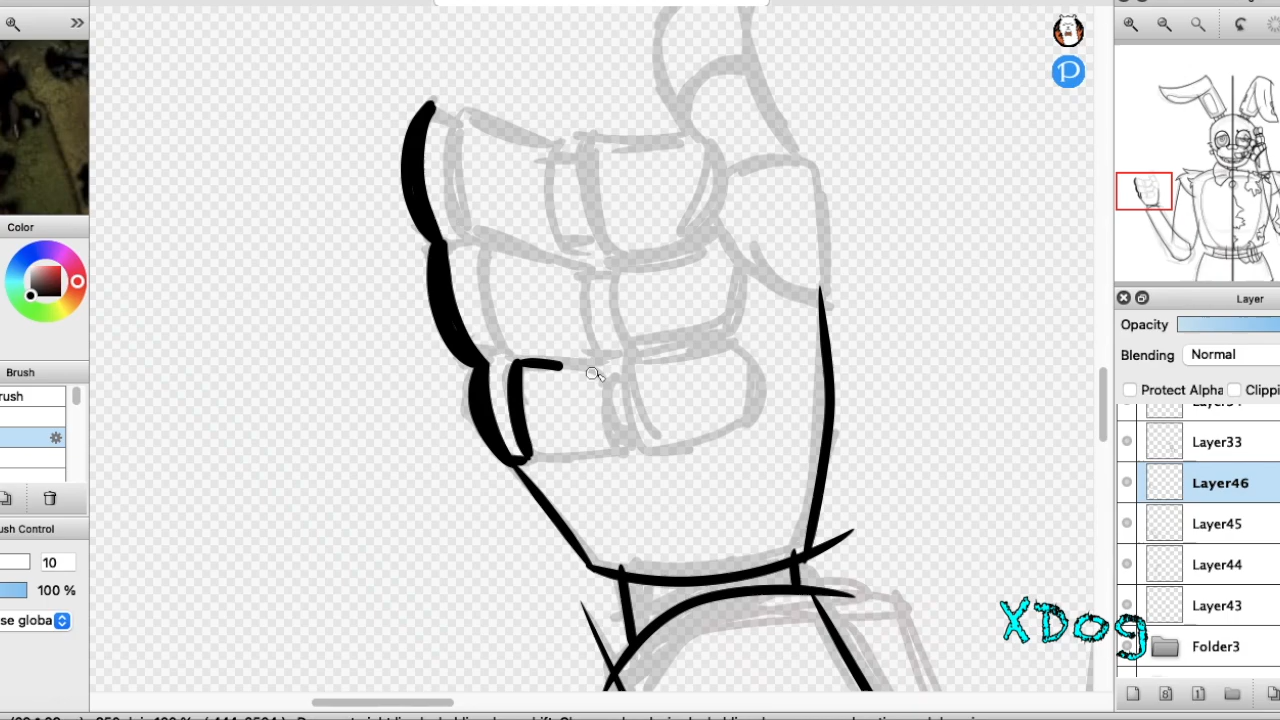 Color
Brush
rush
ush Control
10
100 %
se globa
Layer
Opacity
Blending Normal
Protect Alpha Clippi
Layer33
Layer46
Layer45
Layer44
Layer43
Folder3
XDog